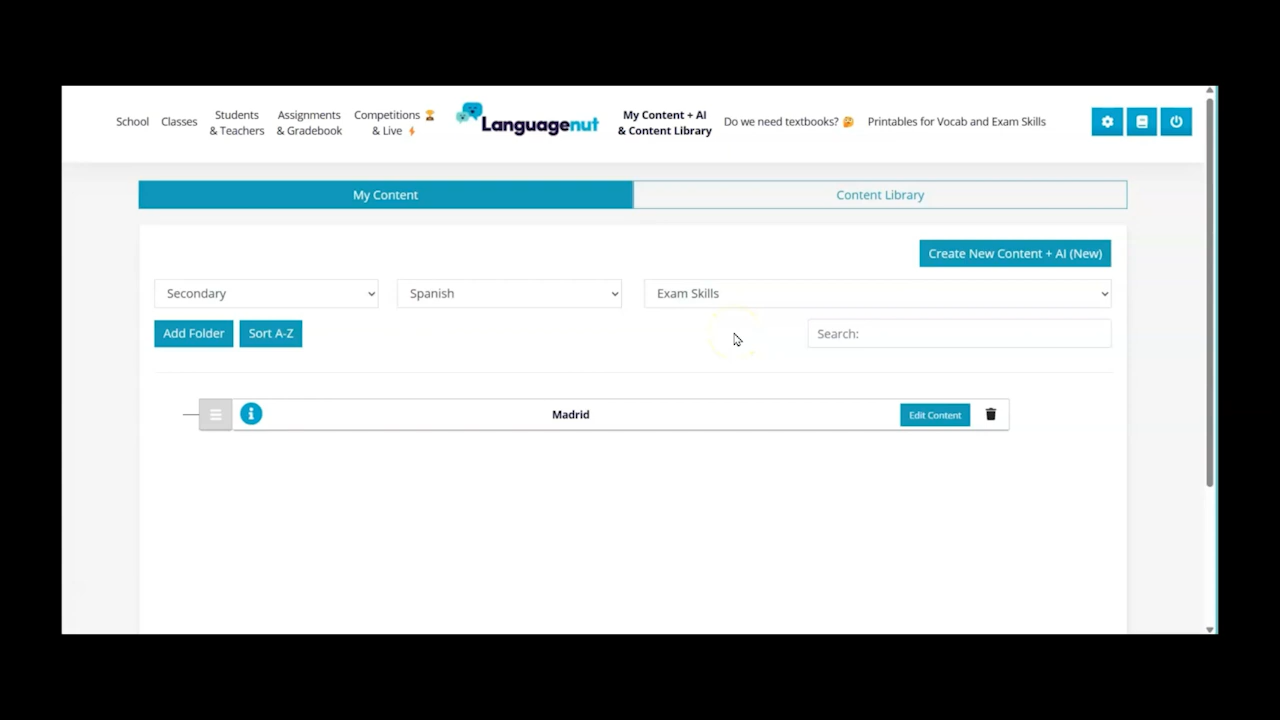 School
Classes
Students
& Teachers
Assignments
& Gradebook
Competitions 🏆
& Live ⚡
Languagenut
My Content + AI
& Content Library
Do we need textbooks? 🤔
Printables for Vocab and Exam Skills
My Content
Content Library
Create New Content + AI (New)
Secondary
Spanish
Exam Skills
Add Folder
Sort A-Z
Search:
Madrid
Edit Content